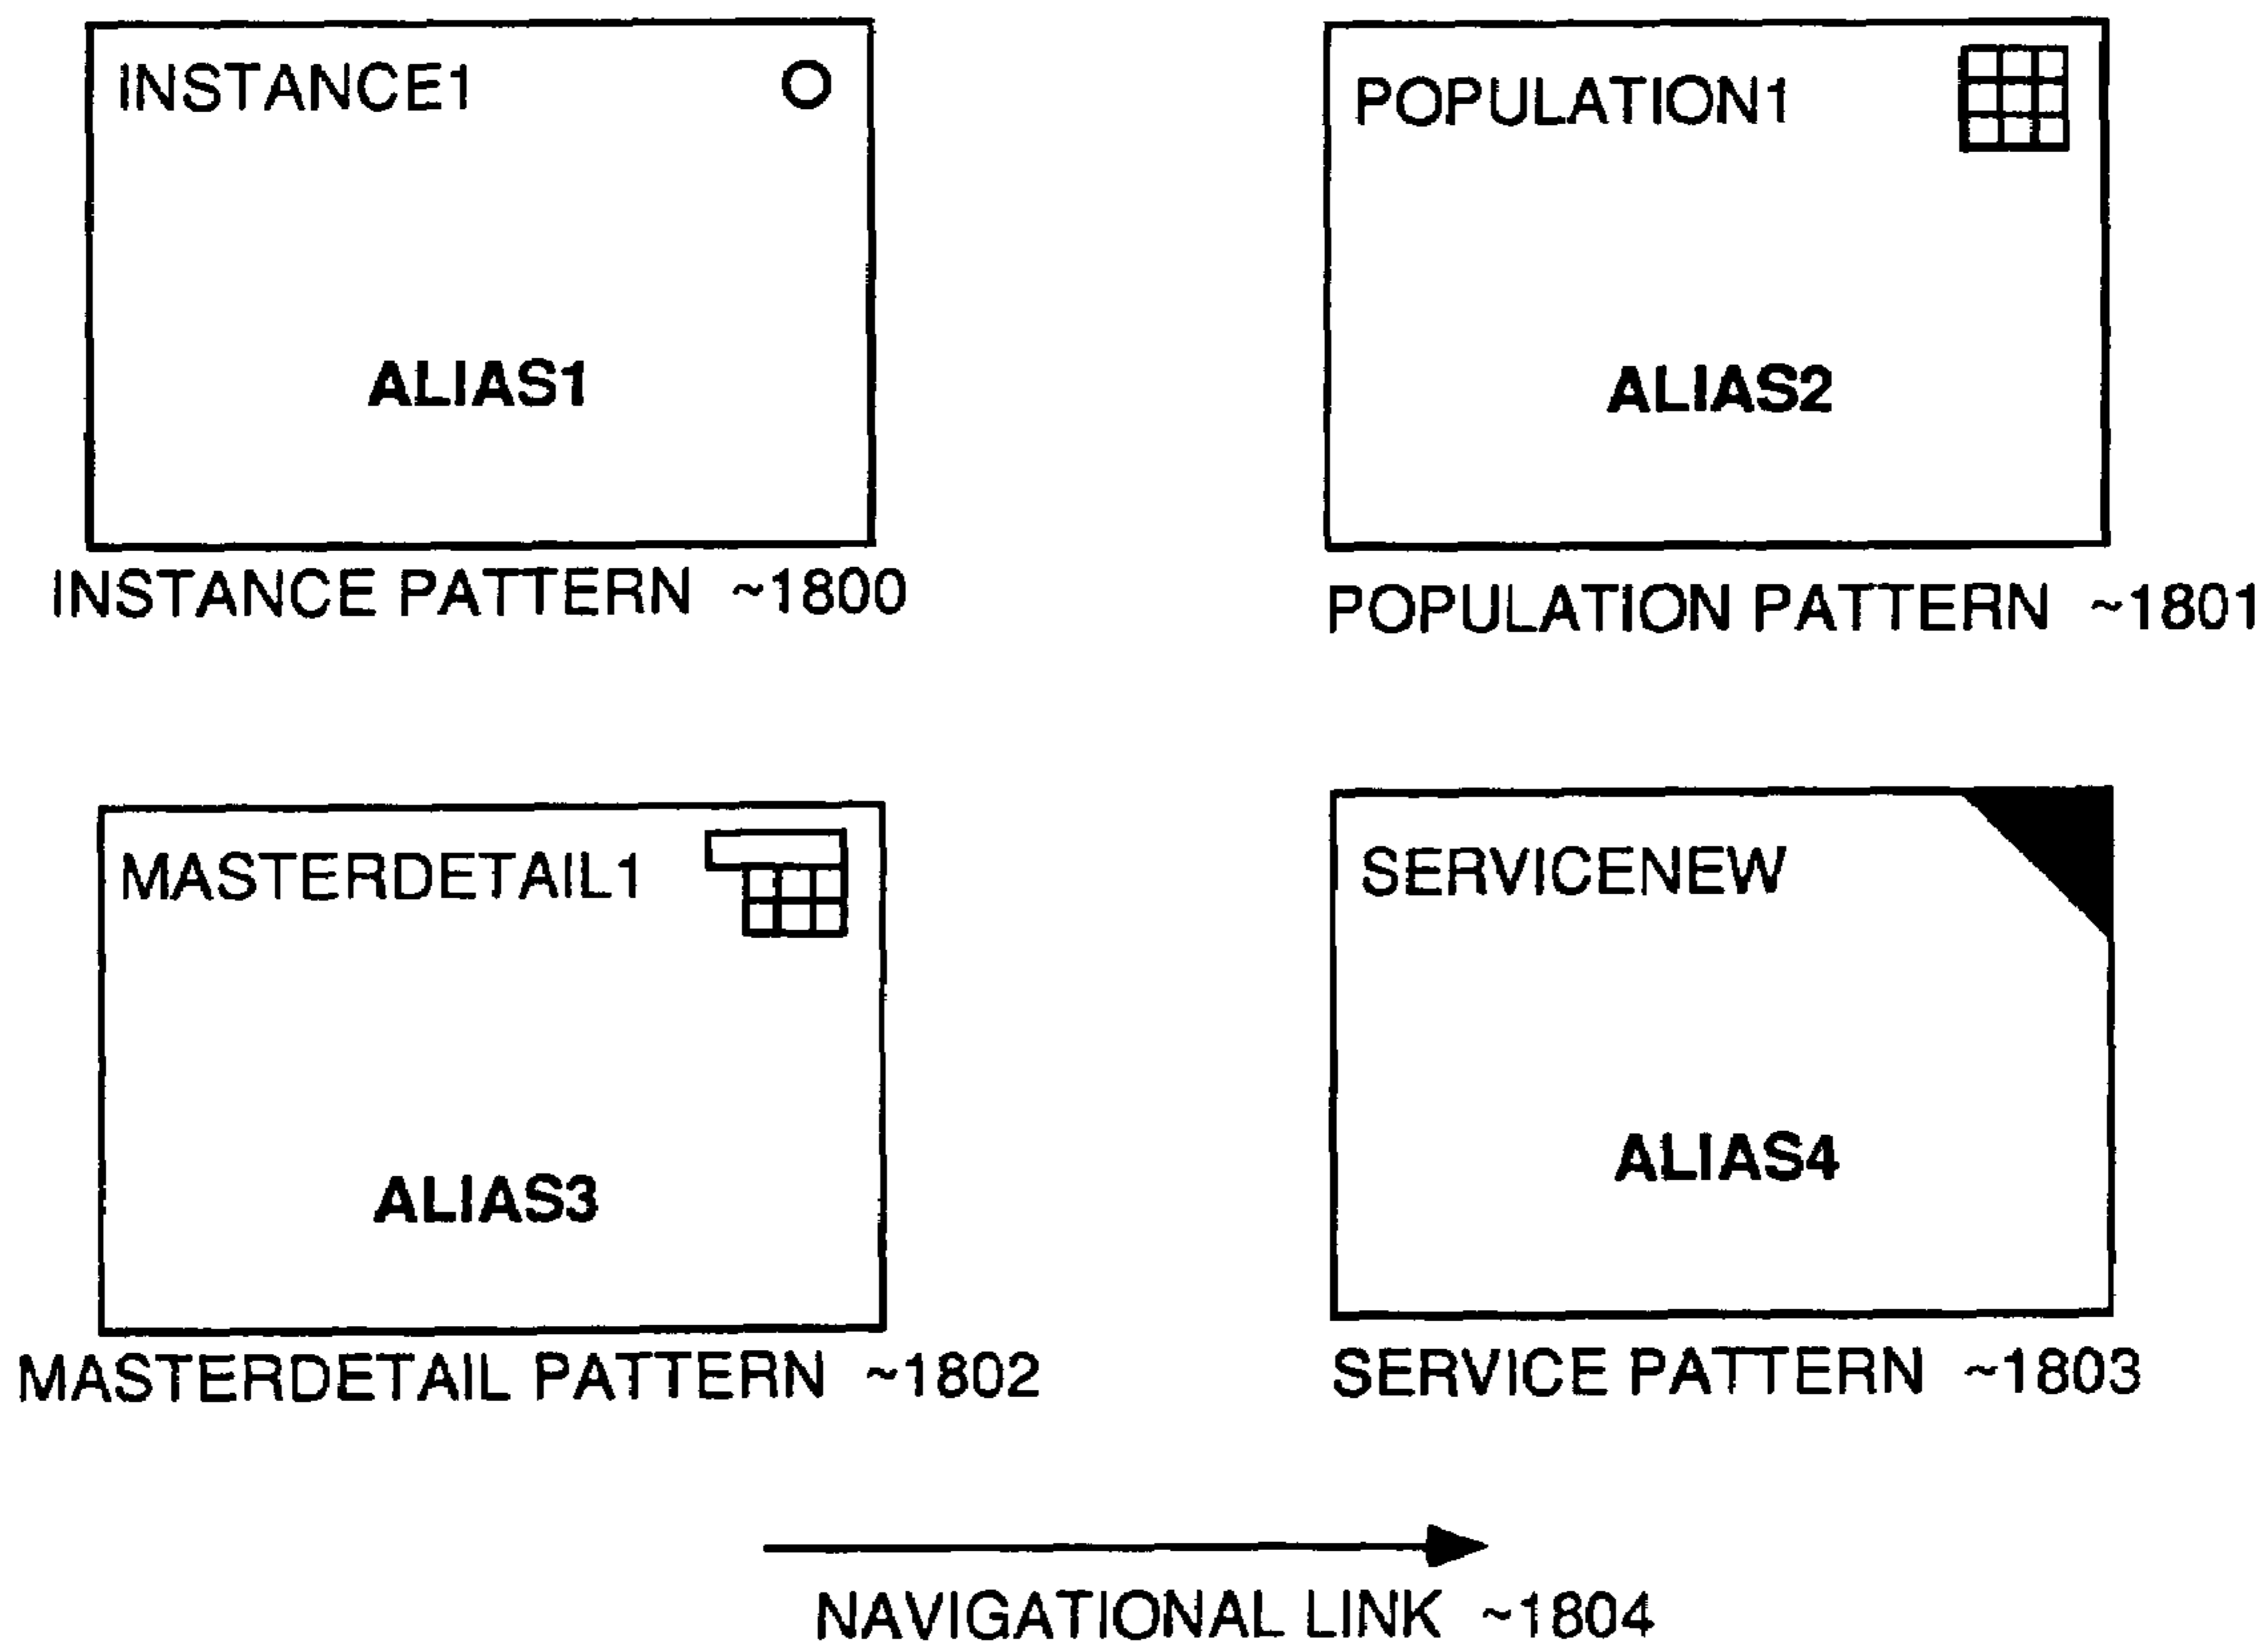 INSTANCE1
ALIAS1
INSTANCE PATTERN ~1800
POPULATION1
ALIAS2
POPULATION PATTERN ~1801
MASTERDETAIL1
ALIAS3
MASTERDETAIL PATTERN ~1802
SERVICENEW
ALIAS4
SERVICE PATTERN ~1803
NAVIGATIONAL LINK ~1804